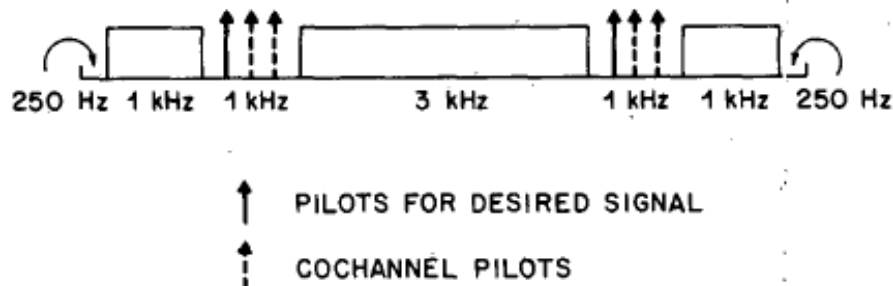 250 Hz 1 kHz 1 kHz 3 kHz 1 kHz 1 kHz 250 Hz
PILOTS FOR DESIRED SIGNAL
COCHANNEL PILOTS